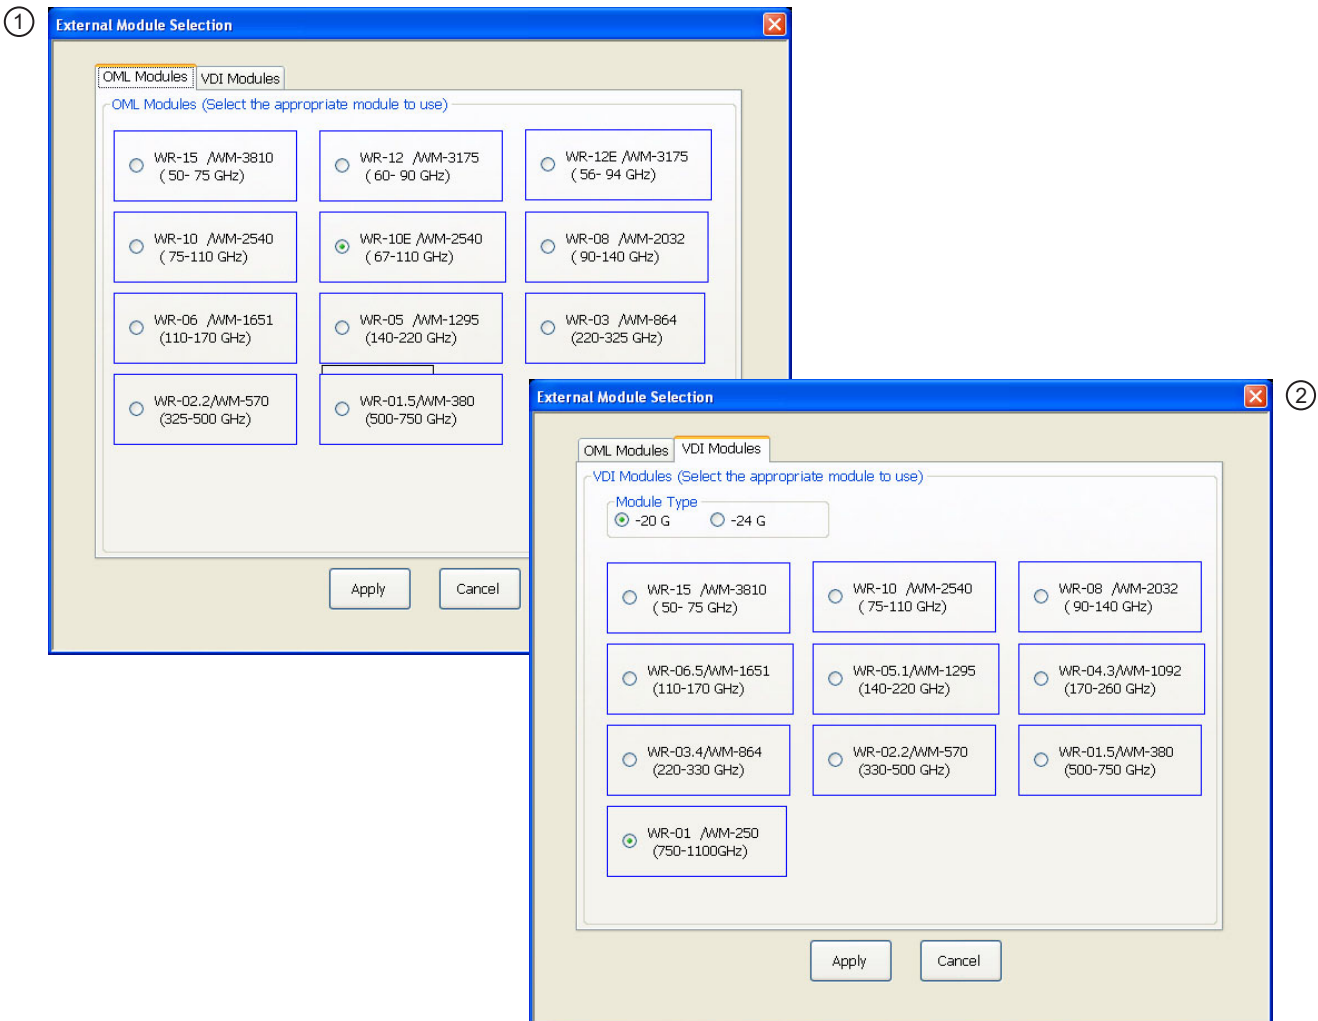 1
External Module Selection
OML Modules VDI Modules
OML Modules (Select the appropriate module to use)
WR-15 /WM-3810
( 50- 75 GHz)
WR-12 /WM-3175
( 60- 90 GHz)
WR-12E /WM-3175
( 56- 94 GHz)
WR-10 /WM-2540
( 75-110 GHz)
WR-10E /WM-2540
( 67-110 GHz)
WR-08 /WM-2032
( 90-140 GHz)
WR-06 /WM-1651
(110-170 GHz)
WR-05 /WM-1295
(140-220 GHz)
WR-03 /WM-864
(220-325 GHz)
WR-02.2/WM-570
(325-500 GHz)
WR-01.5/WM-380
(500-750 GHz)
Apply Cancel
2
External Module Selection
OML Modules VDI Modules
VDI Modules (Select the appropriate module to use)
Module Type
-20 G -24 G
WR-15 /WM-3810
( 50- 75 GHz)
WR-10 /WM-2540
( 75-110 GHz)
WR-08 /WM-2032
( 90-140 GHz)
WR-06.5/WM-1651
(110-170 GHz)
WR-05.1/WM-1295
(140-220 GHz)
WR-04.3/WM-1092
(170-260 GHz)
WR-03.4/WM-864
(220-330 GHz)
WR-02.2/WM-570
(330-500 GHz)
WR-01.5/WM-380
(500-750 GHz)
WR-01 /WM-250
(750-1100GHz)
Apply Cancel